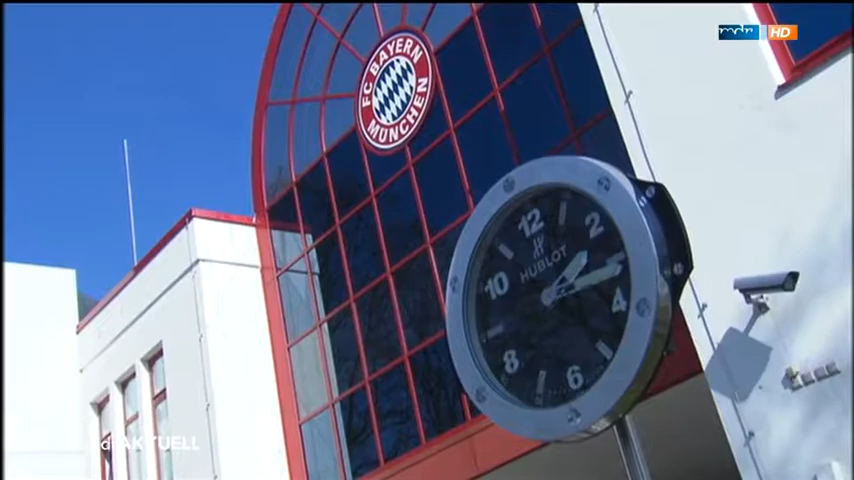 mdr HD
FC BAYERN
MÜNCHEN
12
2
HUBLOT
10
4
8
6
AKTUELL